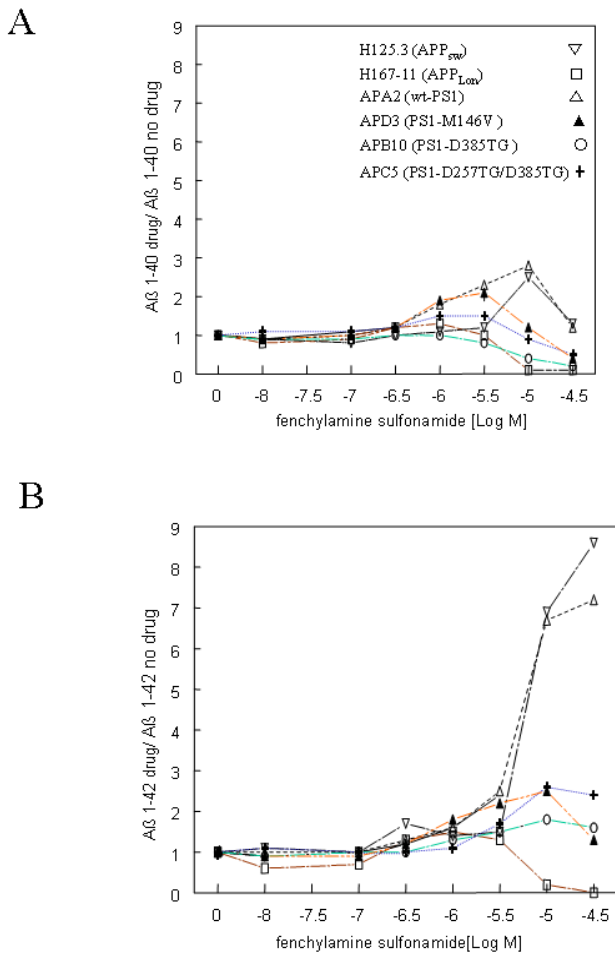 A
Aß 1-40 drug/ Aß 1-40 no drug
9
8
7
6
5
4
3
2
1
0
H125.3 (APPsw)
H167-11 (APPLon)
APA2 (wt-PS1)
APD3 (PS1-M146V )
APB10 (PS1-D385TG)
APC5 (PS1-D257TG/D385TG)
0 -8 -7.5 -7 -6.5 -6 -5.5 -5 -4.5
fenchylamine sulfonamide [Log M]
B
Aß 1-42 drug/ Aß 1-42 no drug
9
8
7
6
5
4
3
2
1
0
0 -8 -7.5 -7 -6.5 -6 -5.5 -5 -4.5
fenchylamine sulfonamide[Log M]